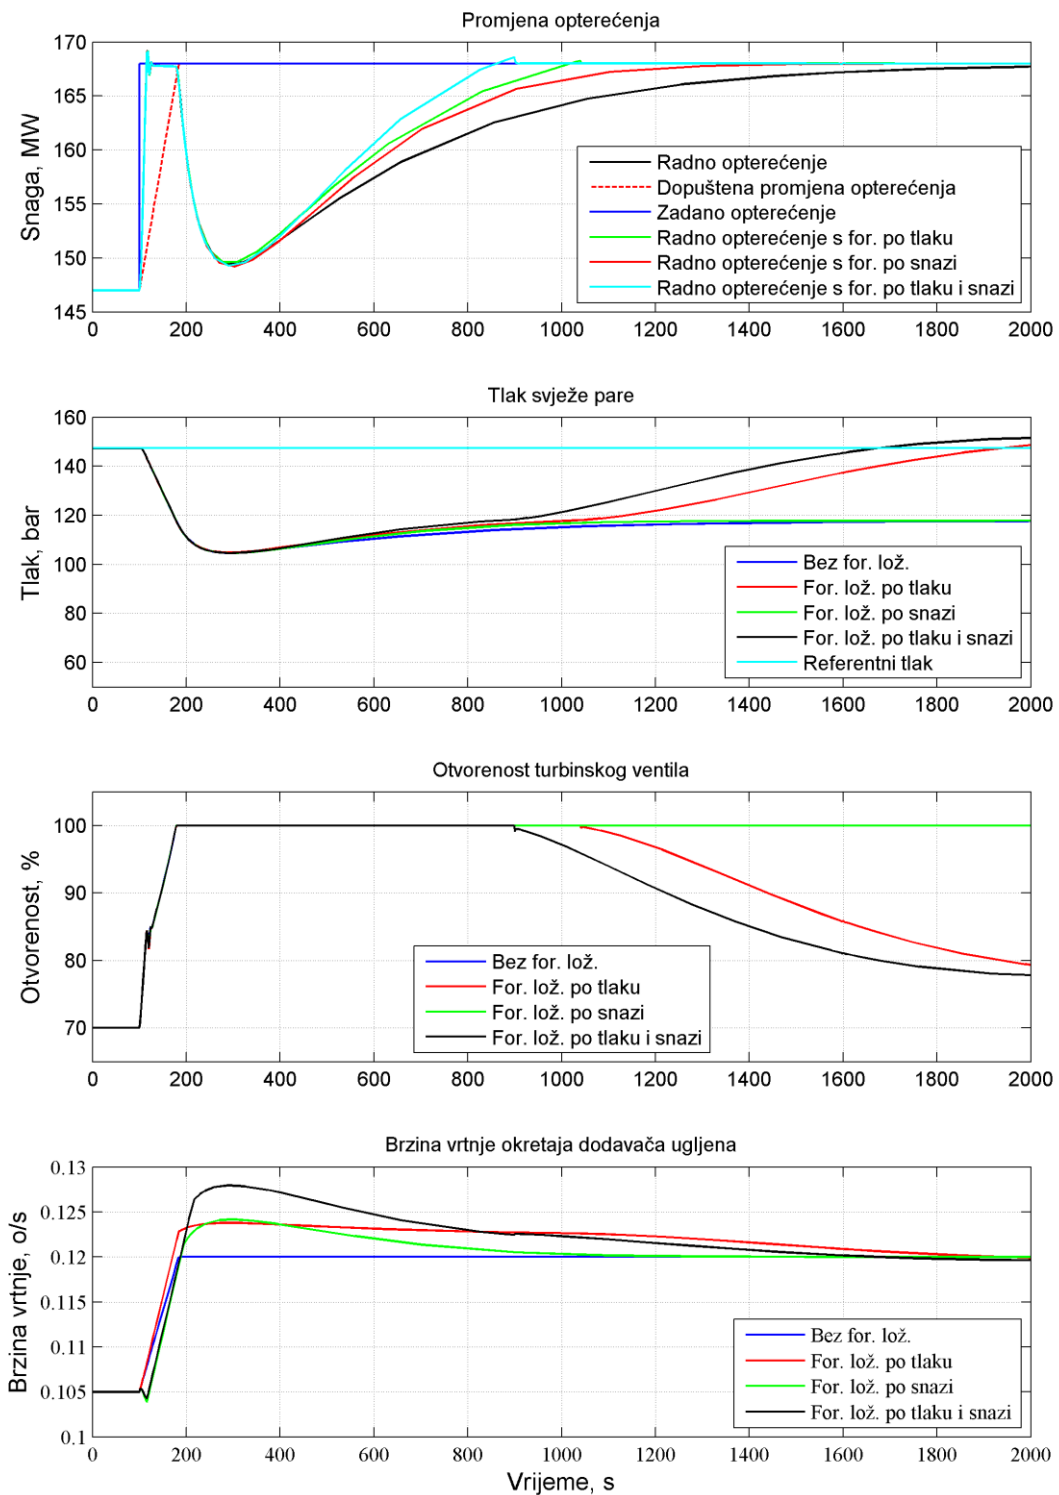 Promjena opterećenja
Snaga, MW
170
165
160
155
150
145
Radno opterećenje
Dopuštena promjena opterećenja
Zadano opterećenje
Radno opterećenje s for. po tlaku
Radno opterećenje s for. po snazi
Radno opterećenje s for. po tlaku i snazi
0 200 400 600 800 1000 1200 1400 1600 1800 2000
Tlak svježe pare
Tlak, bar
160
140
120
100
80
60
Bez for. lož.
For. lož. po tlaku
For. lož. po snazi
For. lož. po tlaku i snazi
Referentni tlak
0 200 400 600 800 1000 1200 1400 1600 1800 2000
Otvorenost turbinskog ventila
Otvorenost, %
100
90
80
70
Bez for. lož.
For. lož. po tlaku
For. lož. po snazi
For. lož. po tlaku i snazi
0 200 400 600 800 1000 1200 1400 1600 1800 2000
Brzina vrtnje okretaja dodavača ugljena
Brzina vrtnje, o/s
0.13
0.125
0.12
0.115
0.11
0.105
0.1
Bez for. lož.
For. lož. po tlaku
For. lož. po snazi
For. lož. po tlaku i snazi
0 200 400 600 800 1000 1200 1400 1600 1800 2000
Vrijeme, s